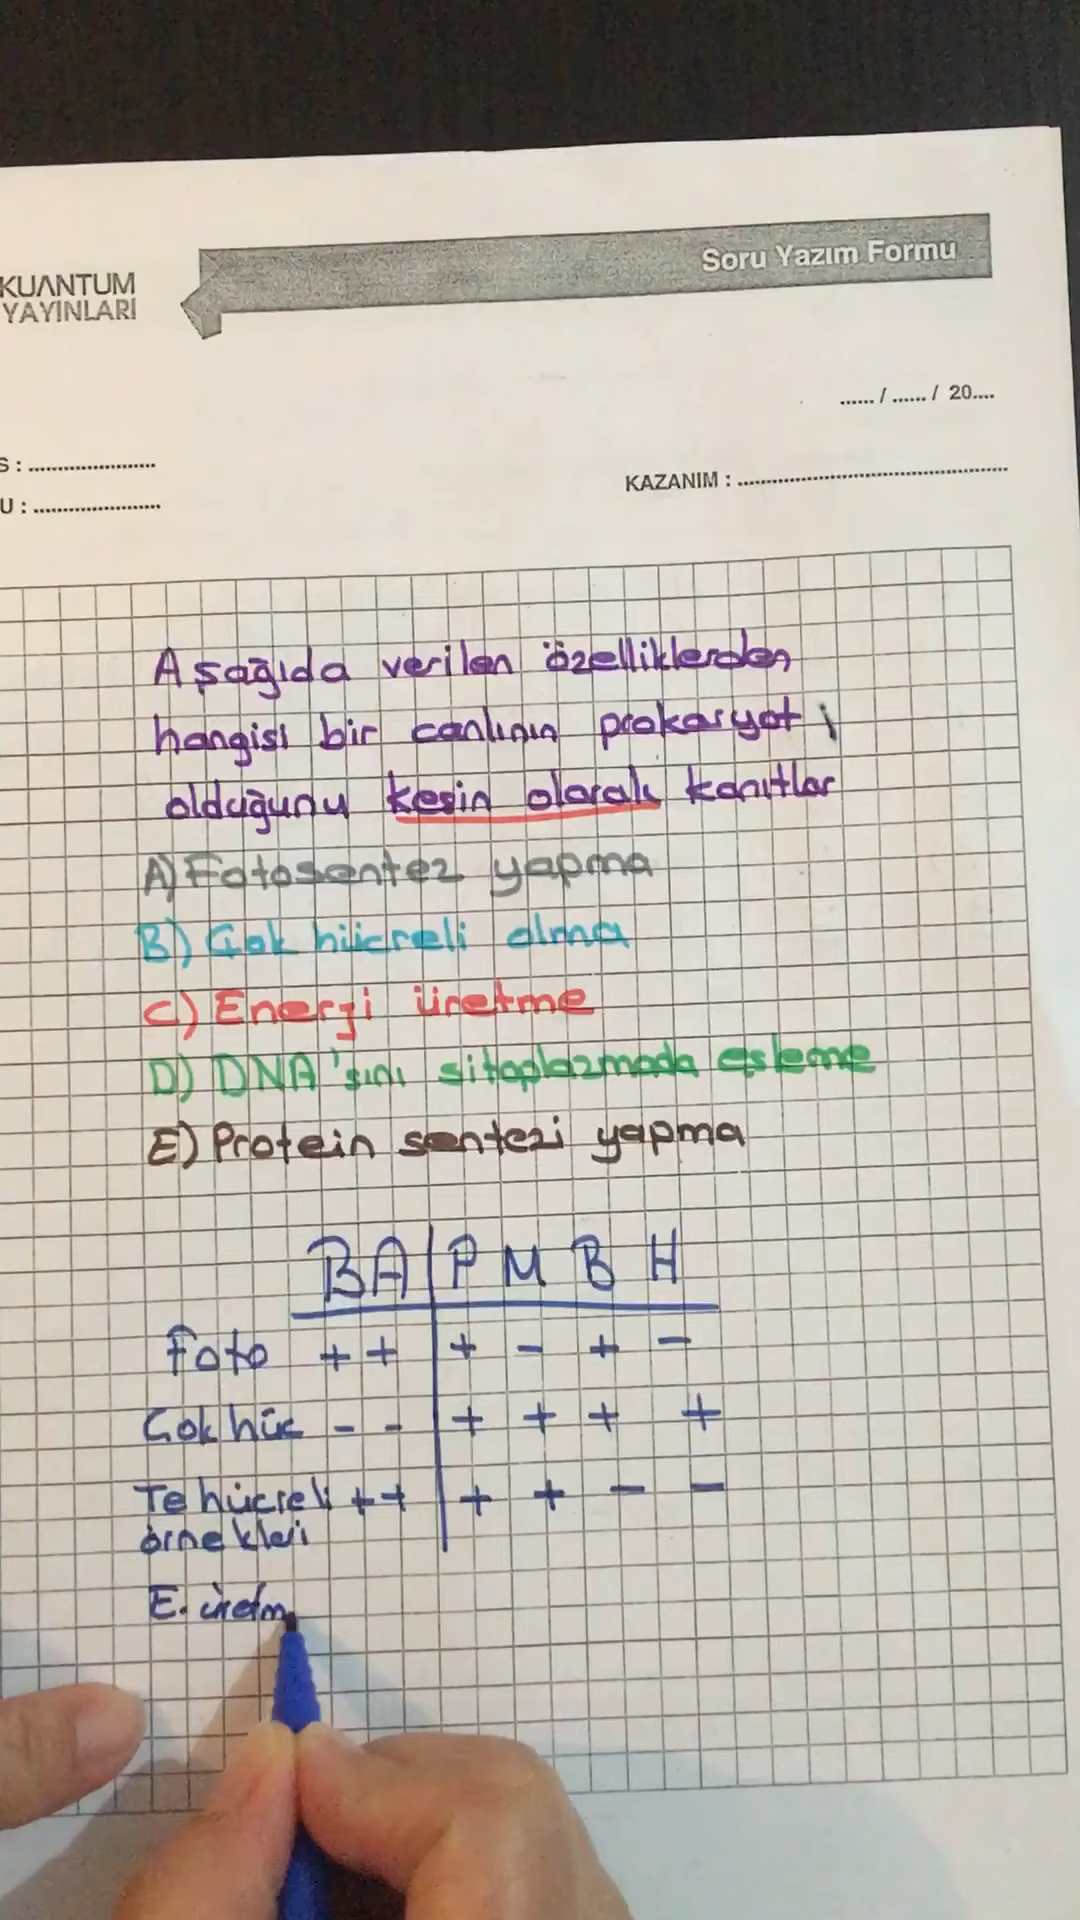 KUANTUM
YAYINLARI
Soru Yazım Formu
...... / ...... / 20....
S : ......................
U : ......................
KAZANIM : ..............................................
Aşağıda verilen özelliklerden
hangisi bir canlının prokaryot
olduğunu kesin olarak kanıtlar
A) Fotosentez yapma
B) Çok hücreli olma
C) Enerji üretme
D) DNA'sını sitoplazmada eşleme
E) Protein sentezi yapma
B A | P M B H
Foto + + + - + -
Çok hüc - - + + + +
Te hücreli + + + + - -
örnekleri
E. üretm